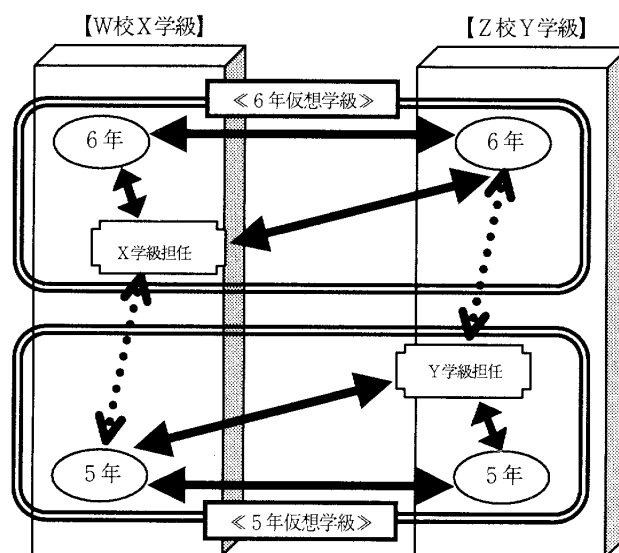 【W校X学級】
【Z校Y学級】
≪6年仮想学級≫
6年
6年
X学級担任
Y学級担任
5年
5年
≪5年仮想学級≫